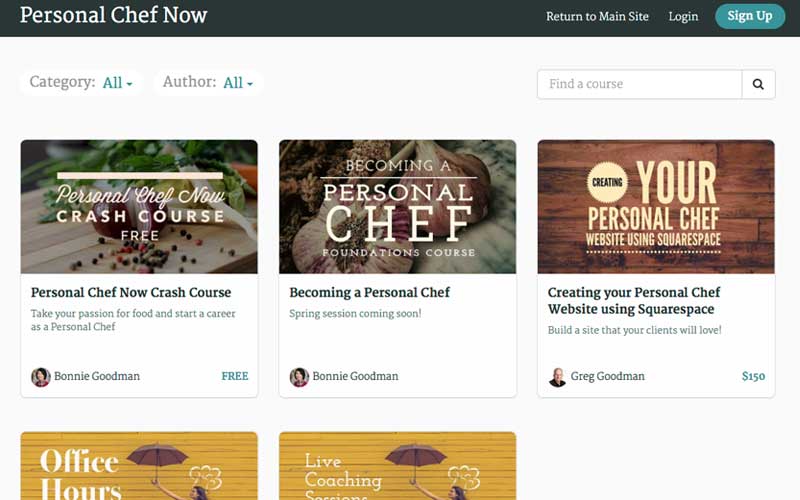 Personal Chef Now
Return to Main Site
Login
Sign Up
Category: All
Author: All
Find a course
Personal Chef Now
CRASH COURSE
FREE
BECOMING A
PERSONAL
CHEF
FOUNDATIONS COURSE
CREATING
YOUR
PERSONAL CHEF
WEBSITE USING SQUARESPACE
Personal Chef Now Crash Course
Take your passion for food and start a career
as a Personal Chef
Bonnie Goodman
FREE
Becoming a Personal Chef
Spring session coming soon!
Bonnie Goodman
Creating your Personal Chef
Website using Squarespace
Build a site that your clients will love!
Greg Goodman
$150
Office
Hours
Live
Coaching
Sessions